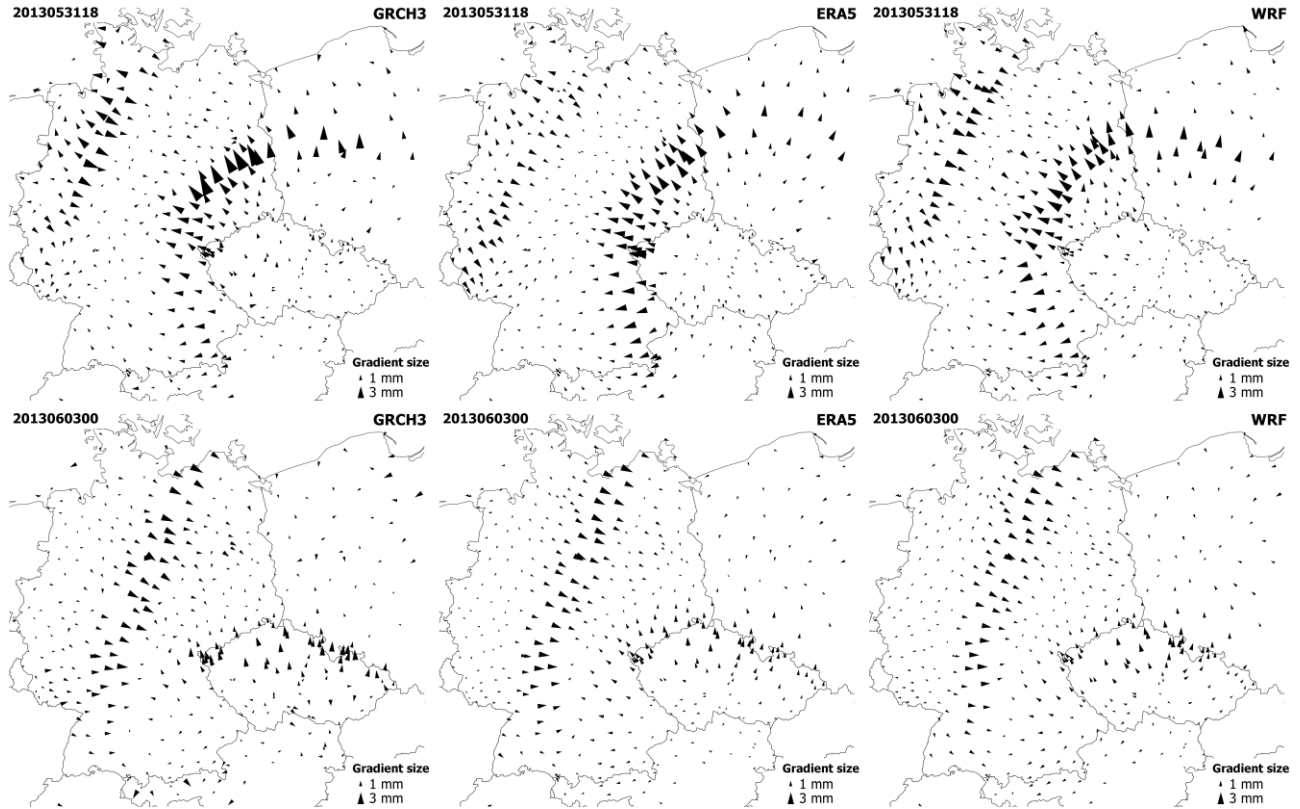 2013053118 GRCH3
Gradient size
1 mm
3 mm
2013053118 ERA5
Gradient size
1 mm
3 mm
2013053118 WRF
Gradient size
1 mm
3 mm
2013060300 GRCH3
Gradient size
1 mm
3 mm
2013060300 ERA5
Gradient size
1 mm
3 mm
2013060300 WRF
Gradient size
1 mm
3 mm